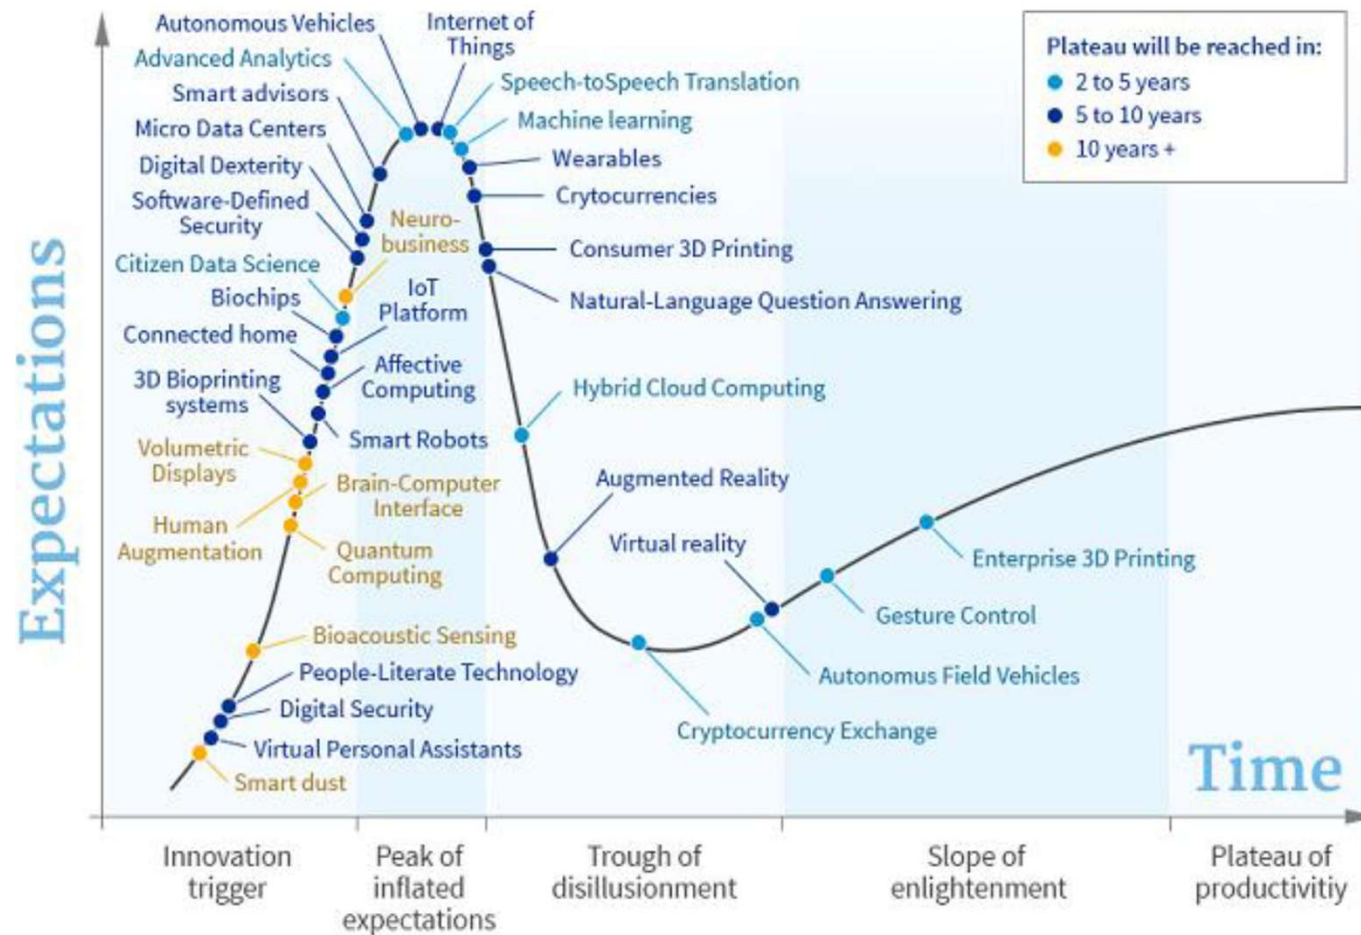 Expectations
Autonomous Vehicles
Advanced Analytics
Smart advisors
Micro Data Centers
Digital Dexterity
Software-Defined
Security
Citizen Data Science
Biochips
Connected home
3D Bioprinting
systems
Volumetric
Displays
Human
Augmentation
Internet of
Things
Speech-toSpeech Translation
Machine learning
Wearables
Crytocurrencies
Consumer 3D Printing
Natural-Language Question Answering
Neuro-
business
IoT
Platform
Affective
Computing
Smart Robots
Brain-Computer
Interface
Quantum
Computing
Bioacoustic Sensing
People-Literate Technology
Digital Security
Virtual Personal Assistants
Smart dust
Hybrid Cloud Computing
Augmented Reality
Virtual reality
Cryptocurrency Exchange
Autonomus Field Vehicles
Gesture Control
Enterprise 3D Printing
Plateau will be reached in:
2 to 5 years
5 to 10 years
10 years +
Time
Innovation
trigger
Peak of
inflated
expectations
Trough of
disillusionment
Slope of
enlightenment
Plateau of
productivitiy